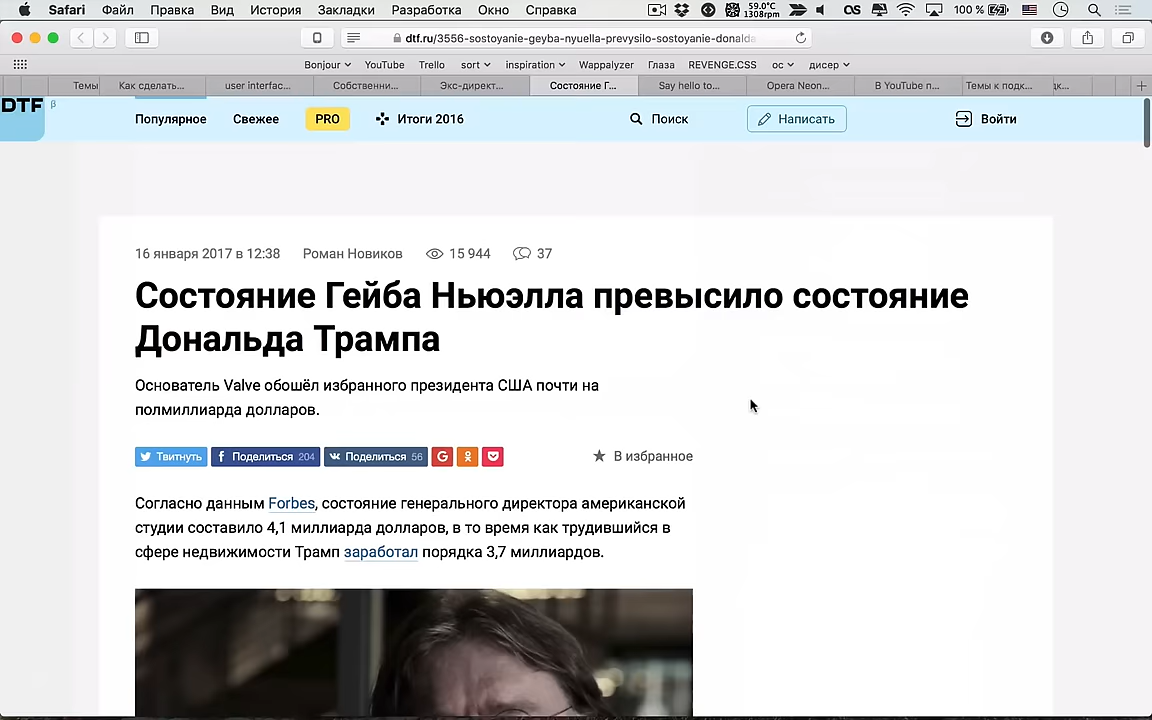 Safari Файл Правка Вид История Закладки Разработка Окно Справка 59.0°C 1308rpm 100 %
dtf.ru/3556-sostoyanie-geyba-nyuella-prevysilo-sostoyanie-donalda
Bonjour YouTube Trello sort inspiration Wappalyzer Глаза REVENGE.CSS ос дисер
Темы Как сделать... user interfac... Собственни... Экс-директ... Состояние Г... Say hello to... Opera Neon... В YouTube п... Темы к подк... дк...
DTF β Популярное Свежее PRO Итоги 2016 Поиск Написать Войти
16 января 2017 в 12:38 Роман Новиков 15 944 37
Состояние Гейба Ньюэлла превысило состояние
Дональда Трампа
Основатель Valve обошёл избранного президента США почти на
полмиллиарда долларов.
Твитнуть Поделиться 204 Поделиться 56 В избранное
Согласно данным Forbes, состояние генерального директора американской
студии составило 4,1 миллиарда долларов, в то время как трудившийся в
сфере недвижимости Трамп заработал порядка 3,7 миллиардов.